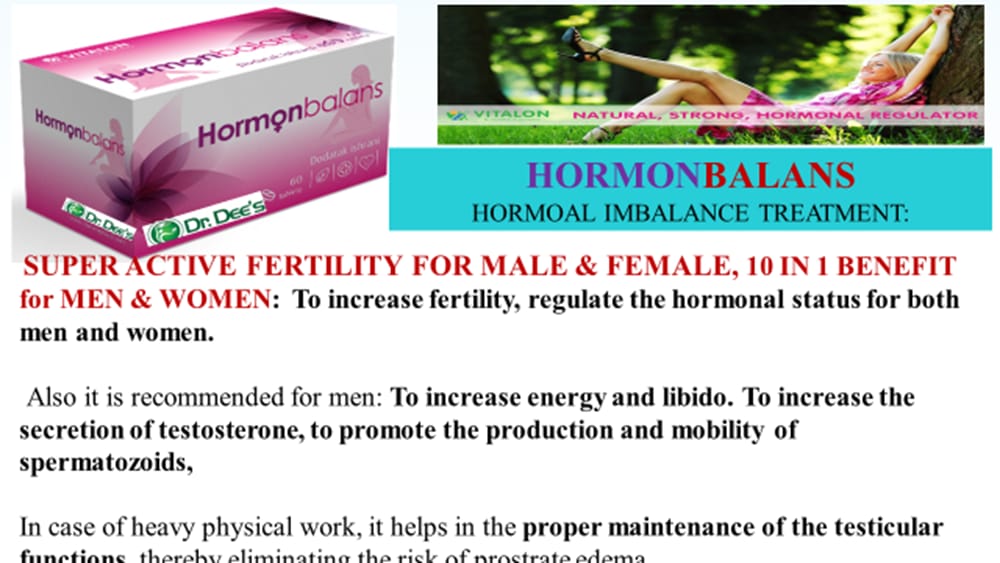 VITALON
Hormonbalans
Hormonbalans
Hormonbalans
Dodatak ishrani
60
Dr. Dee's
Dr. Dee's
VITALON NATURAL, STRONG, HORMONAL REGULATOR
HORMONBALANS
HORMOAL IMBALANCE TREATMENT:
SUPER ACTIVE FERTILITY FOR MALE & FEMALE, 10 IN 1 BENEFIT
for MEN & WOMEN: To increase fertility, regulate the hormonal status for both
men and women.
Also it is recommended for men: To increase energy and libido. To increase the
secretion of testosterone, to promote the production and mobility of
spermatozoids,
In case of heavy physical work, it helps in the proper maintenance of the testicular
functions, thereby eliminating the risk of prostrate edema